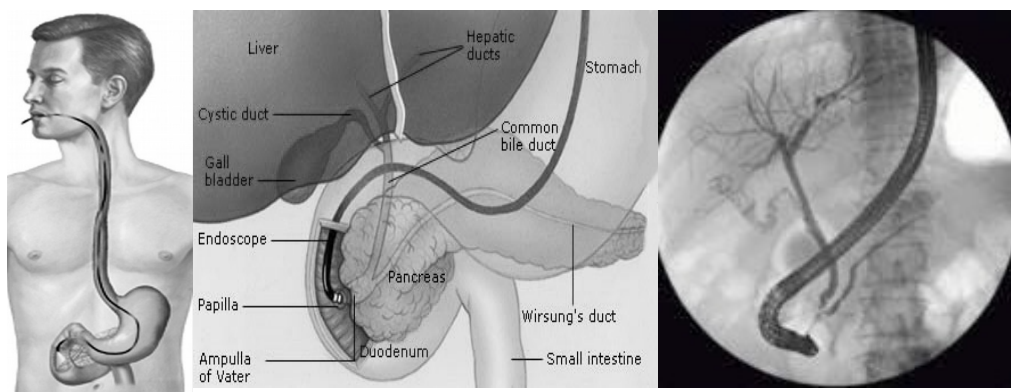 Liver
Hepatic
ducts
Stomach
Cystic duct
Common
bile duct
Gall
bladder
Endoscope
Pancreas
Papilla
Wirsung's duct
Ampulla
of Vater
Duodenum
Small intestine